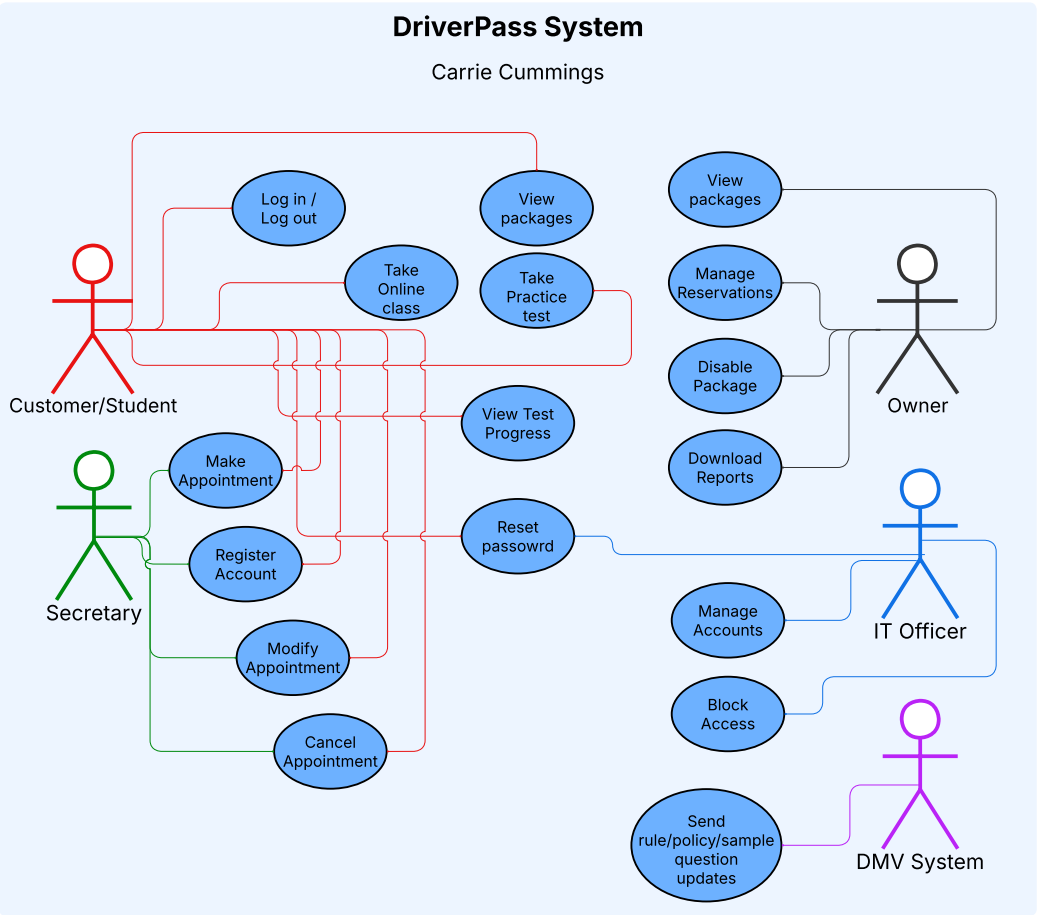 DriverPass System
Carrie Cummings
Log in /
Log out
View
packages
View
packages
Take
Online
class
Take
Practice
test
Manage
Reservations
Customer/Student
Disable
Package
Owner
View Test
Progress
Make
Appointment
Download
Reports
Register
Account
Reset
passowrd
Secretary
Manage
Accounts
IT Officer
Modify
Appointment
Block
Access
Cancel
Appointment
Send
rule/policy/sample
question
updates
DMV System